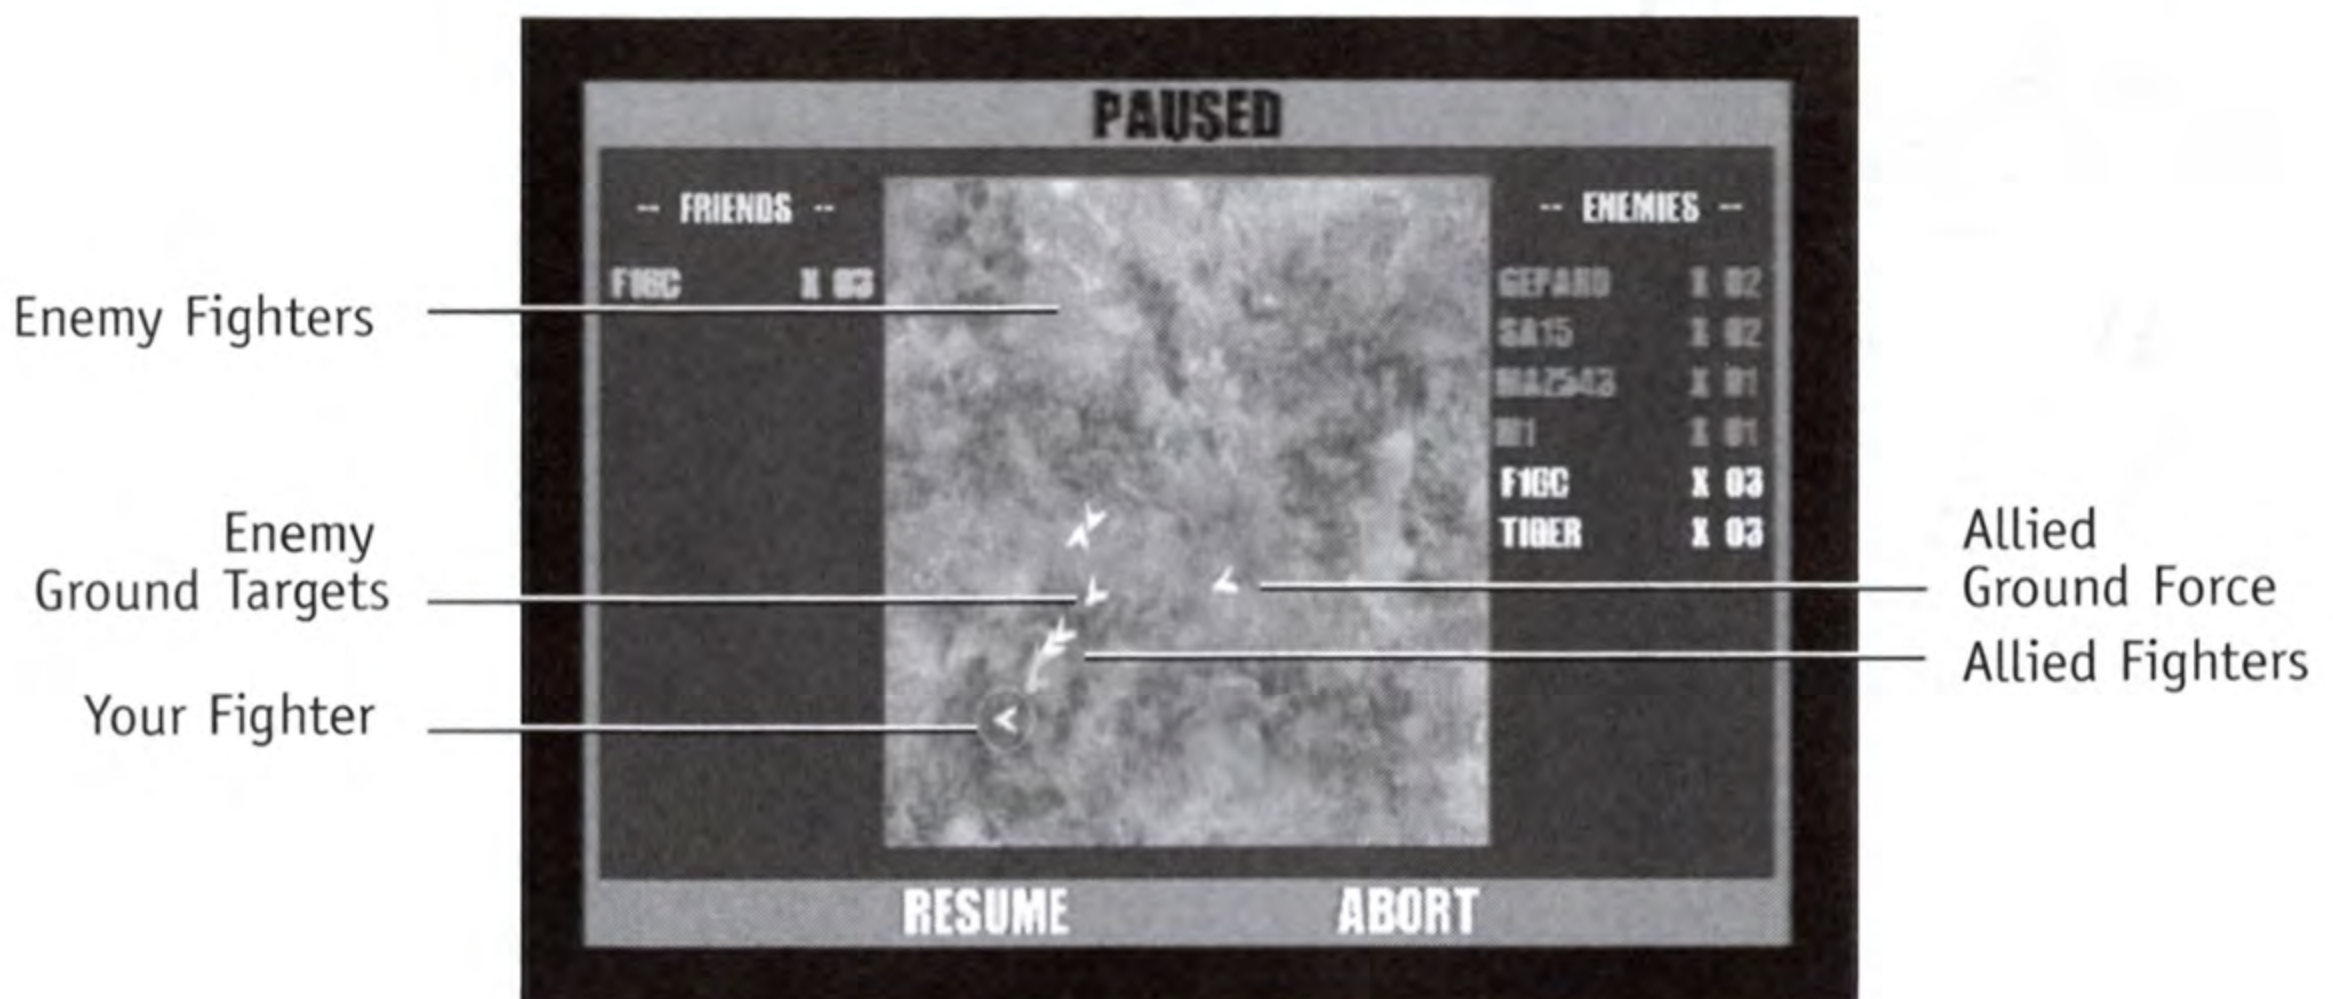 PAUSED
-- FRIENDS --
F16C X 03
-- ENEMIES --
GEPARD X 02
SA15 X 02
X 01
M1 X 01
F16C X 03
TIGER X 03
Enemy Fighters
Enemy
Ground Targets
Your Fighter
Allied
Ground Force
Allied Fighters
RESUME
ABORT